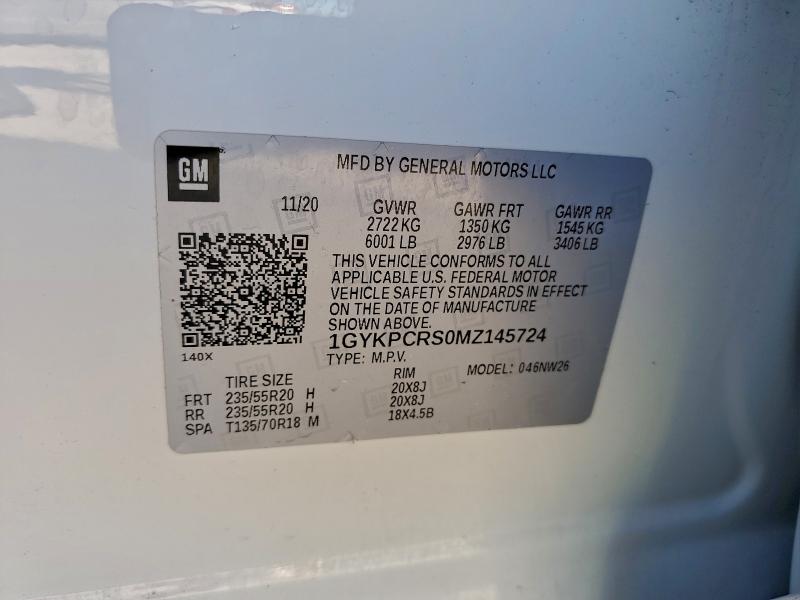 GM
MFD BY GENERAL MOTORS LLC
11/20 GVWR GAWR FRT GAWR RR
2722 KG 1350 KG 1545 KG
6001 LB 2976 LB 3406 LB
THIS VEHICLE CONFORMS TO ALL
APPLICABLE U.S. FEDERAL MOTOR
VEHICLE SAFETY STANDARDS IN EFFECT
ON THE DATE OF MANUFACTURE
SHOWN ABOVE.
1GYKPCRS0MZ145724
140X
TYPE: M.P.V. MODEL: 046NW26
TIRE SIZE RIM
FRT 235/55R20 H 20X8J
RR 235/55R20 H 20X8J
SPA T135/70R18 M 18X4.5B